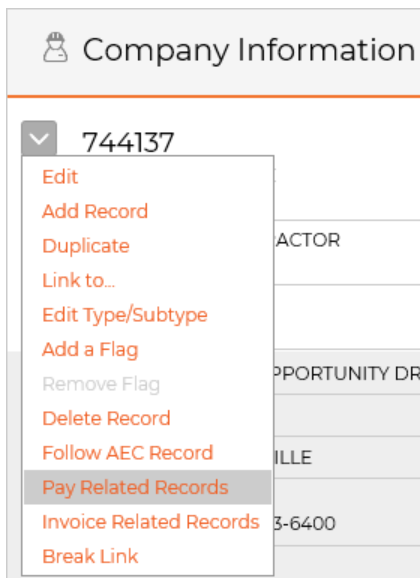 Company Information
744137
Edit
Add Record
Duplicate
ACTOR
Link to...
Edit Type/Subtype
Add a Flag
Remove Flag
PPORTUNITY DR
Delete Record
Follow AEC Record
ILLE
Pay Related Records
Invoice Related Records
3-6400
Break Link